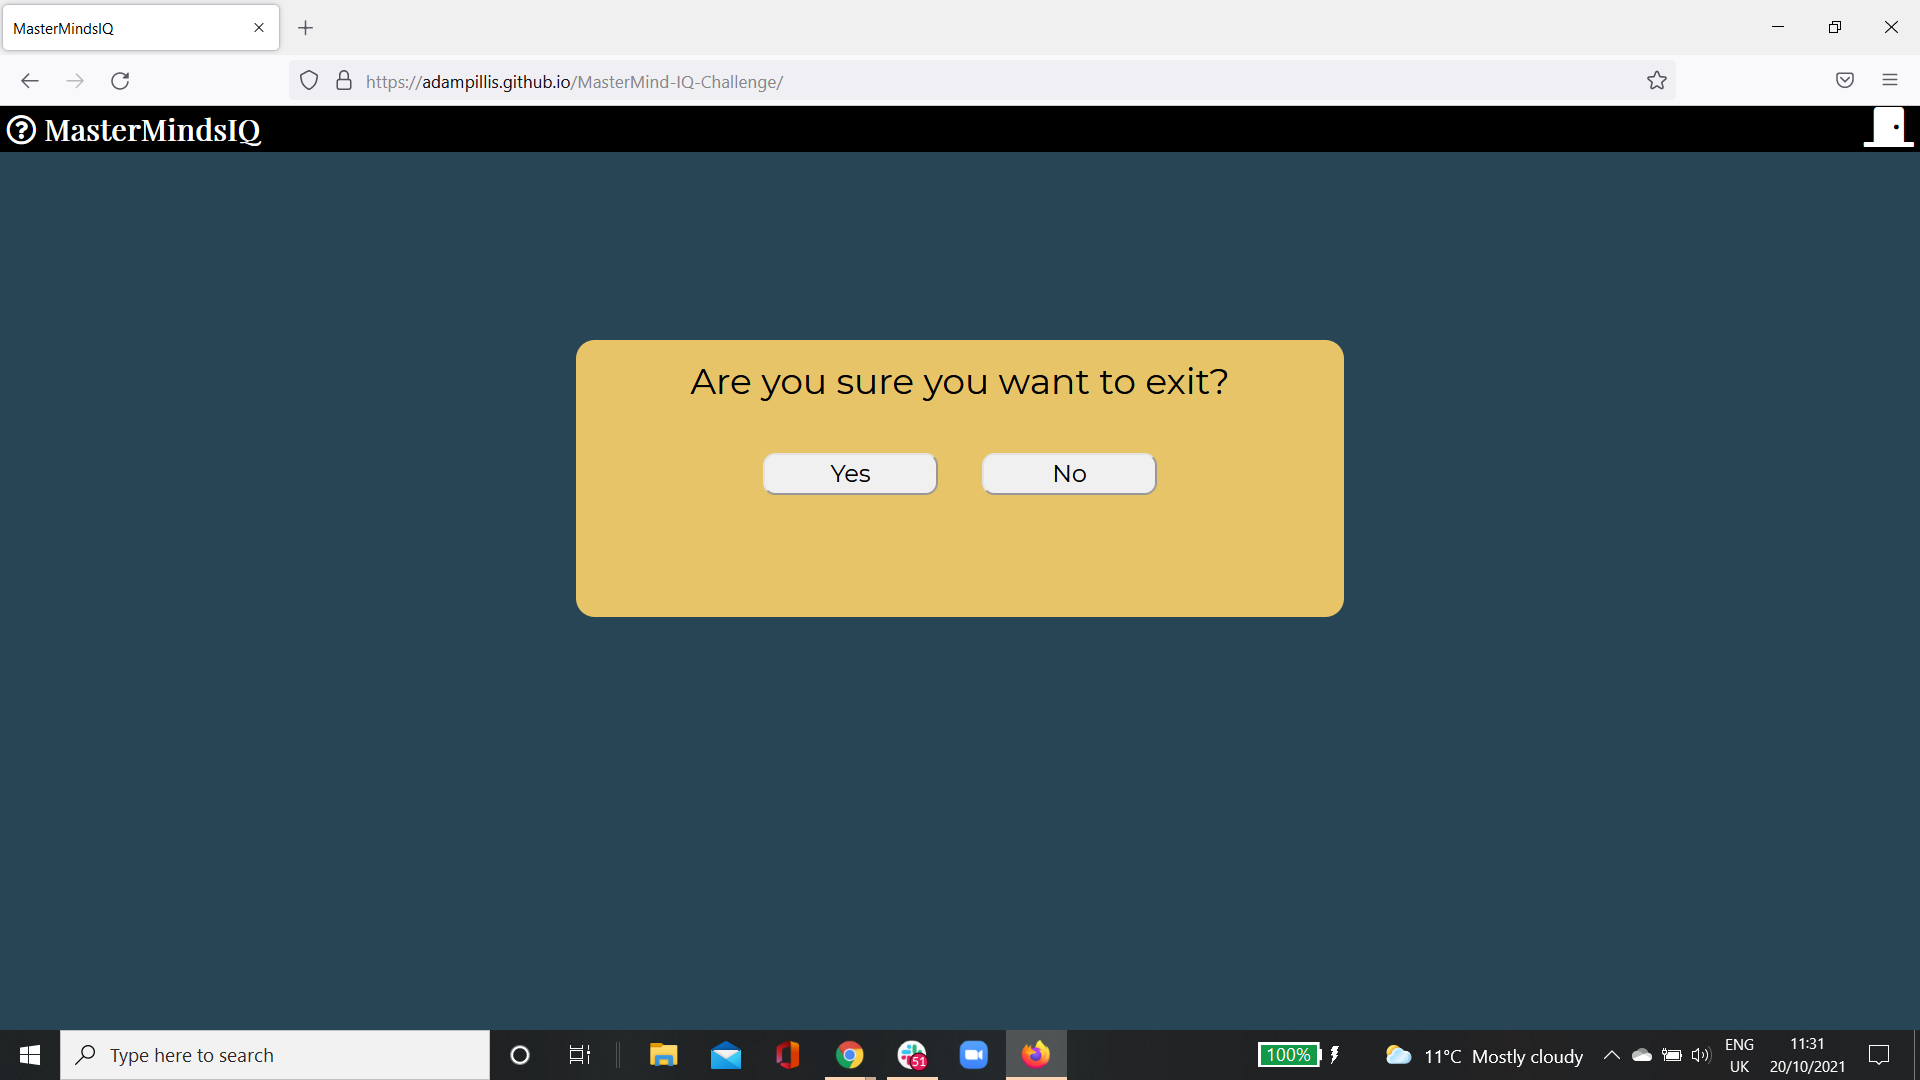 MasterMindsIQ
https://adampillis.github.io/MasterMind-IQ-Challenge/
MasterMindsIQ
Are you sure you want to exit?
Yes No
Type here to search
51
100%
11°C Mostly cloudy
ENG
UK
11:31
20/10/2021